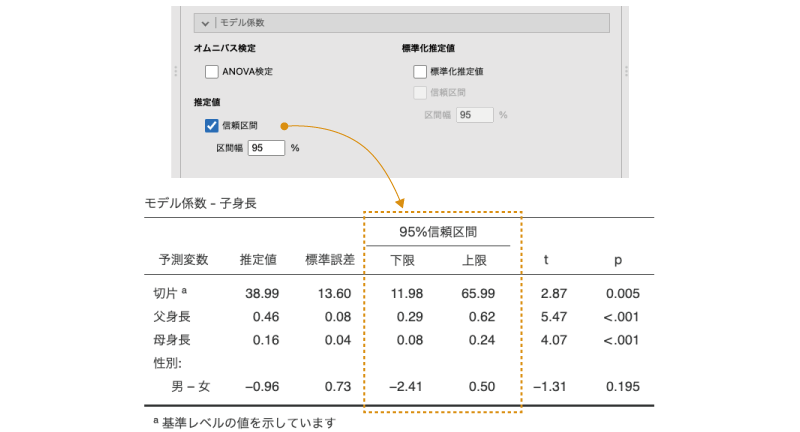 モデル係数
オムニバス検定 標準化推定値
ANOVA検定 標準化推定値
信頼区間
推定値 区間幅 95 %
信頼区間
区間幅 95 %
モデル係数 – 子身長
95%信頼区間
予測変数 推定値 標準誤差 下限 上限 t p
切片 ª 38.99 13.60 11.98 65.99 2.87 0.005
父身長 0.46 0.08 0.29 0.62 5.47 <.001
母身長 0.16 0.04 0.08 0.24 4.07 <.001
性別:
男 – 女 –0.96 0.73 –2.41 0.50 –1.31 0.195
ª 基準レベルの値を示しています